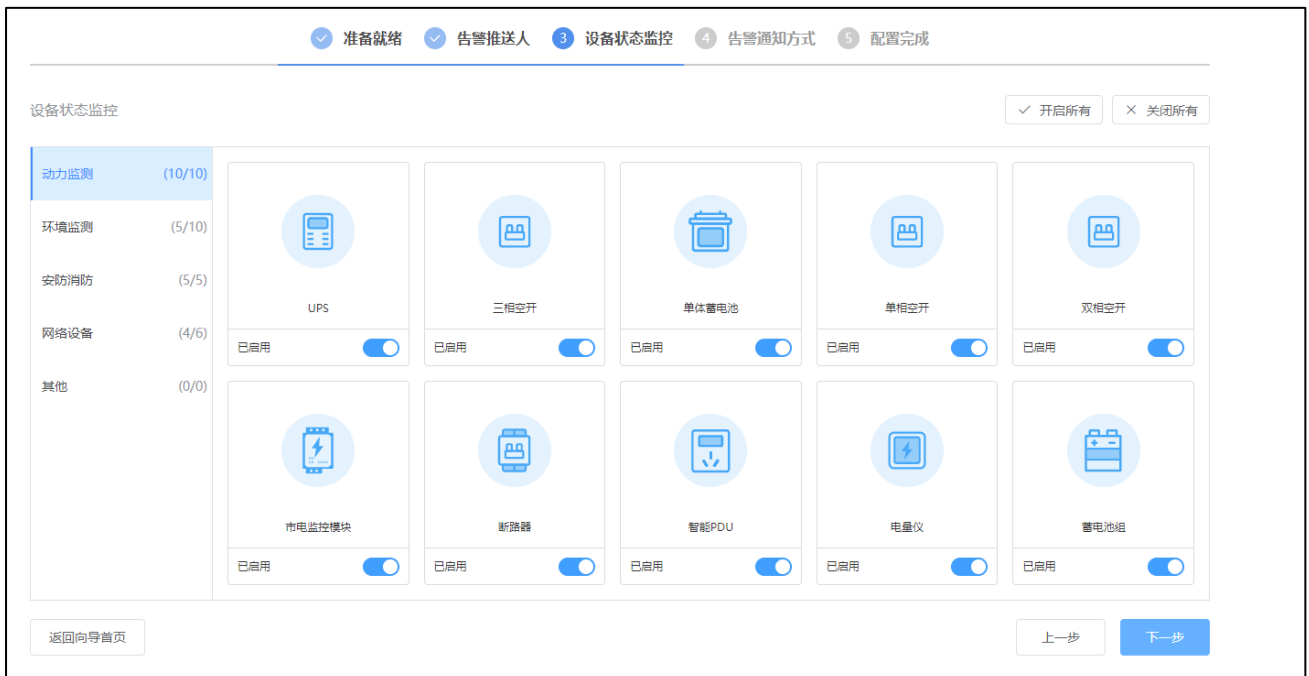 准备就绪 告警推送人 3 设备状态监控 4 告警通知方式 5 配置完成
设备状态监控 开启所有 关闭所有
动力监测 (10/10)
环境监测 (5/10)
安防消防 (5/5)
网络设备 (4/6)
其他 (0/0)
UPS 三相空开 单体蓄电池 单相空开 双相空开
已启用 已启用 已启用 已启用 已启用
市电监控模块 断路器 智能PDU 电量仪 蓄电池组
已启用 已启用 已启用 已启用 已启用
返回向导首页 上一步 下一步